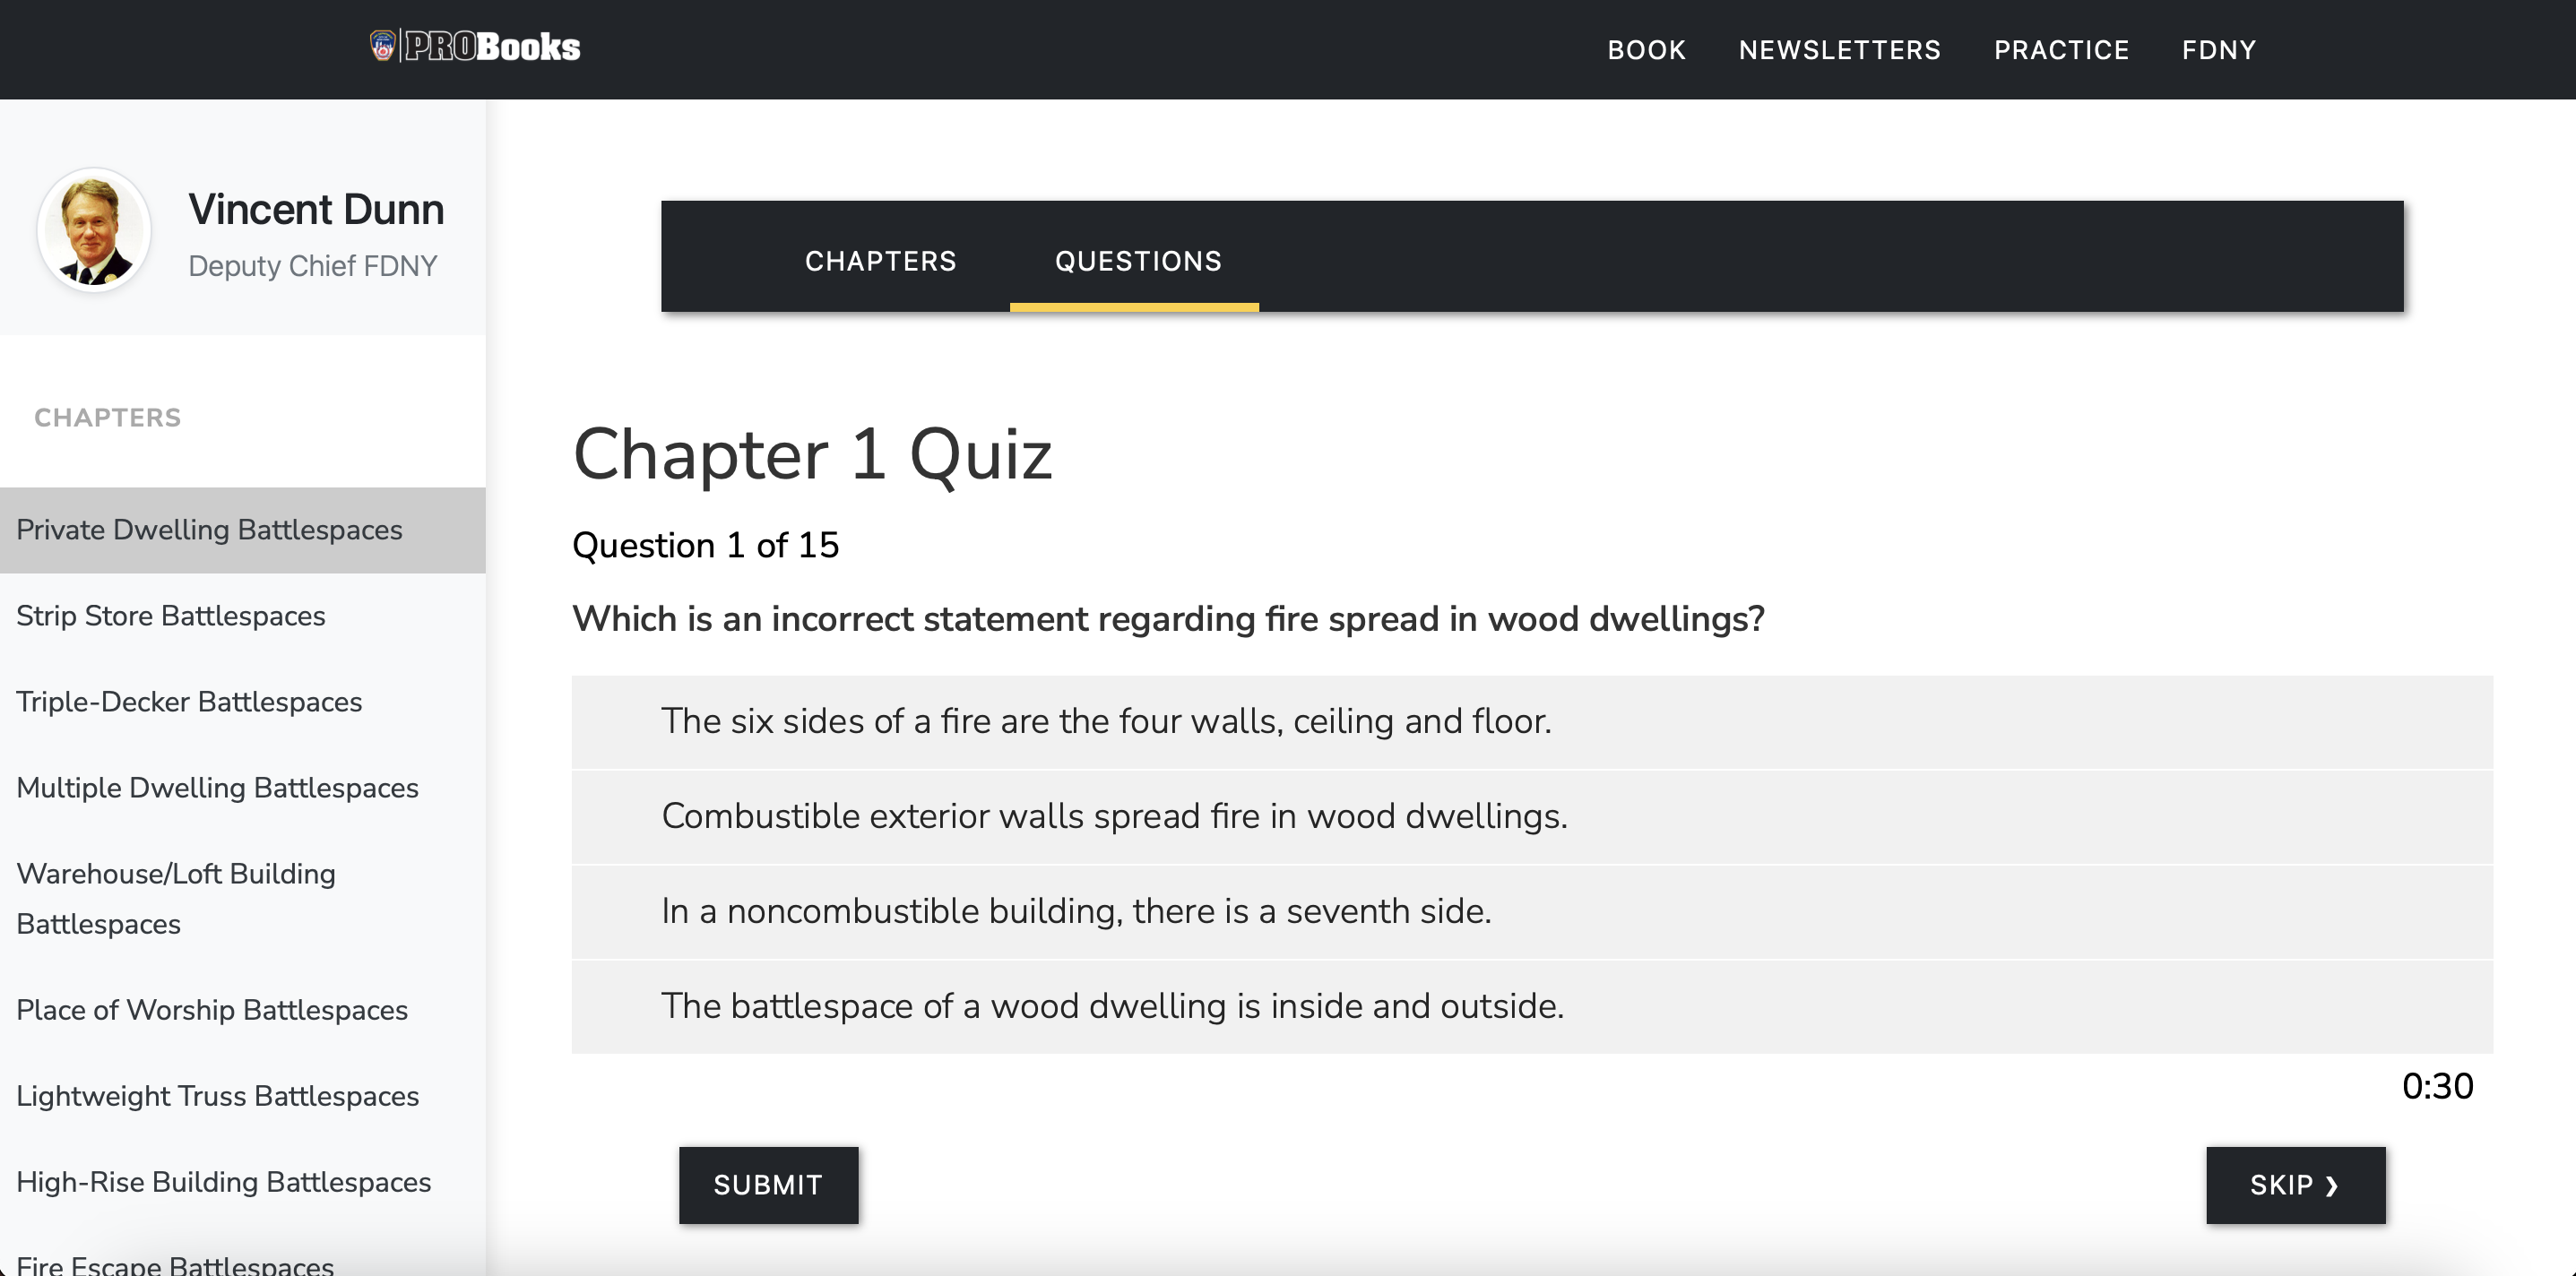 PROBooks
BOOK NEWSLETTERS PRACTICE FDNY
Vincent Dunn
Deputy Chief FDNY
CHAPTERS
Private Dwelling Battlespaces
Strip Store Battlespaces
Triple-Decker Battlespaces
Multiple Dwelling Battlespaces
Warehouse/Loft Building
Battlespaces
Place of Worship Battlespaces
Lightweight Truss Battlespaces
High-Rise Building Battlespaces
Fire Escape Battlespaces
CHAPTERS QUESTIONS
Chapter 1 Quiz
Question 1 of 15
Which is an incorrect statement regarding fire spread in wood dwellings?
The six sides of a fire are the four walls, ceiling and floor.
Combustible exterior walls spread fire in wood dwellings.
In a noncombustible building, there is a seventh side.
The battlespace of a wood dwelling is inside and outside.
0:30
SUBMIT SKIP ❯